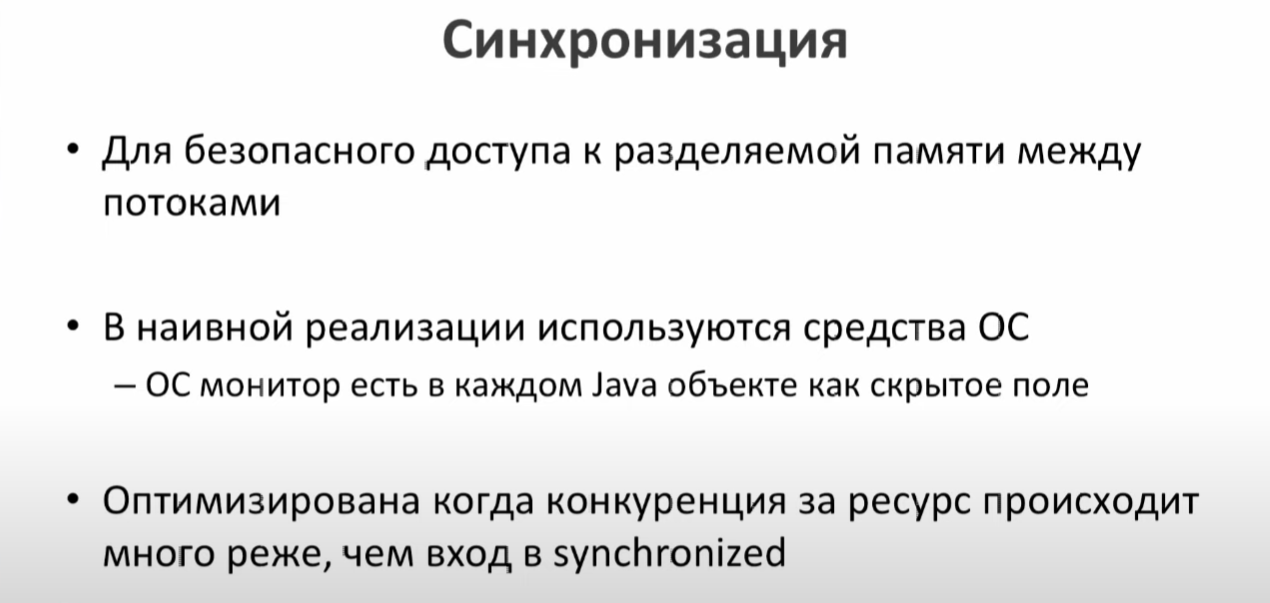 Синхронизация
• Для безопасного доступа к разделяемой памяти между
потоками
• В наивной реализации используются средства ОС
– ОС монитор есть в каждом Java объекте как скрытое поле
• Оптимизирована когда конкуренция за ресурс происходит
много реже, чем вход в synchronized